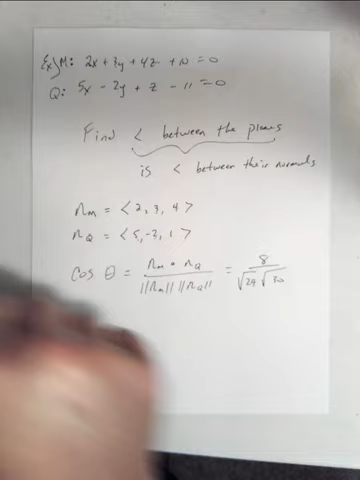 Ex) M: 2x + 3y + 4z + 10 = 0
Q: 5x - 2y + z - 11 = 0
Find < between the planes
is < between their normals
n_M = < 2, 3, 4 >
n_Q = < 5, -2, 1 >
cos θ = n_M • n_Q / ||n_M|| ||n_Q|| = 8 / √29 √30